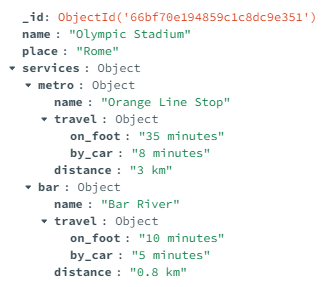 _id: ObjectId('66bf70e194859c1c8dc9e351')
name : "Olympic Stadium"
place : "Rome"
services : Object
metro : Object
name : "Orange Line Stop"
travel : Object
on_foot : "35 minutes"
by_car : "8 minutes"
distance : "3 km"
bar : Object
name : "Bar River"
travel : Object
on_foot : "10 minutes"
by_car : "5 minutes"
distance : "0.8 km"